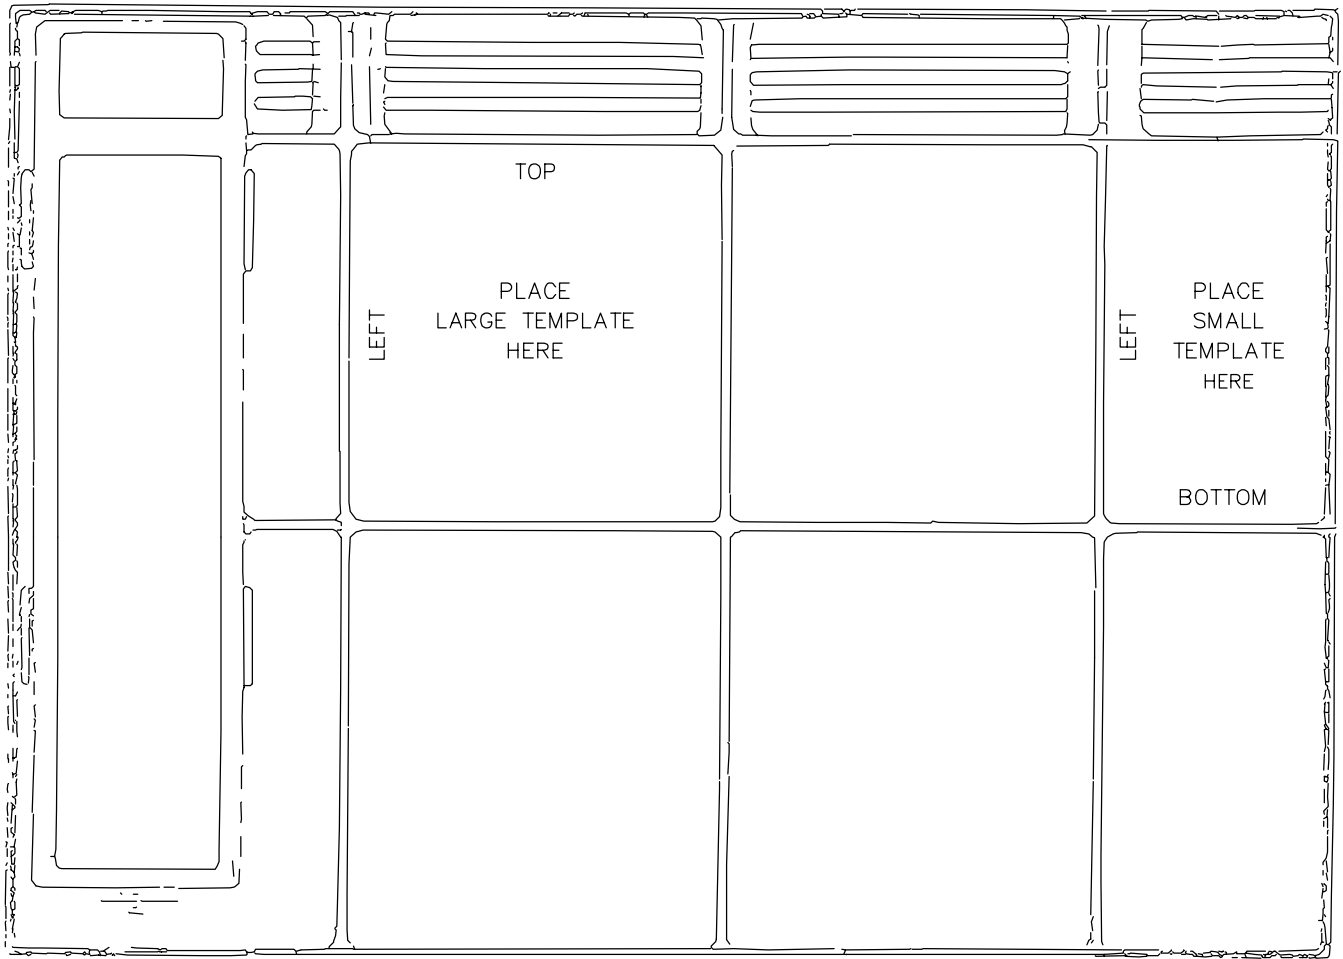 TOP
PLACE
LARGE TEMPLATE
HERE
LEFT
LEFT
PLACE
SMALL
TEMPLATE
HERE
BOTTOM